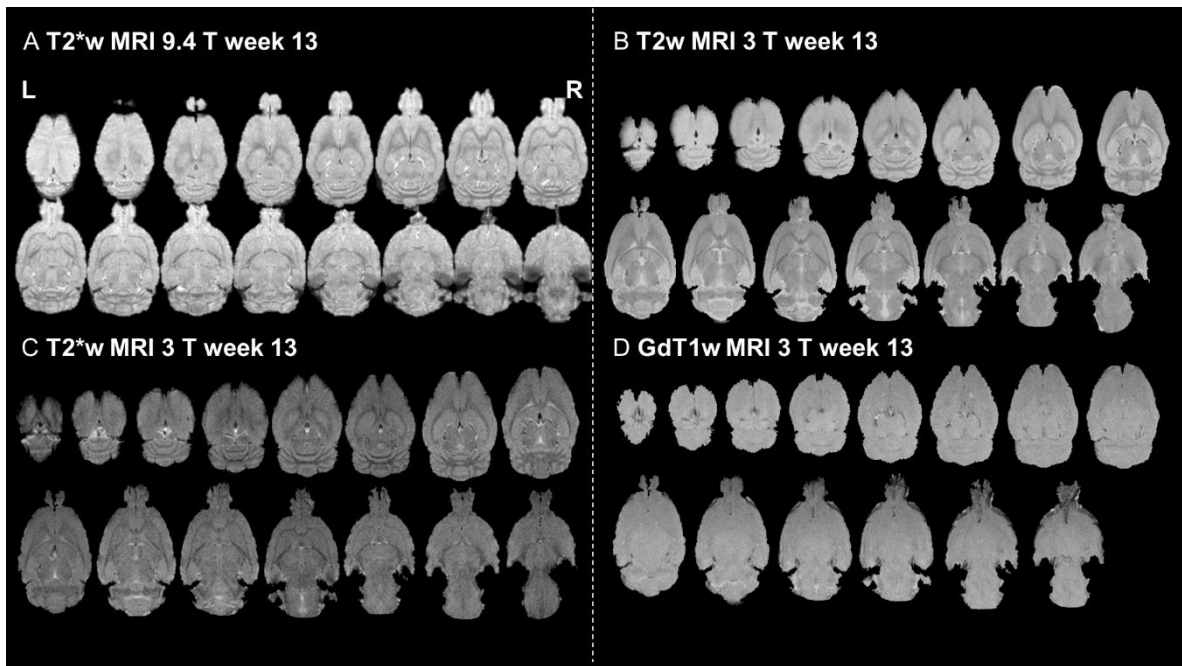 A T2*w MRI 9.4 T week 13
L
R
B T2w MRI 3 T week 13
C T2*w MRI 3 T week 13
D GdT1w MRI 3 T week 13